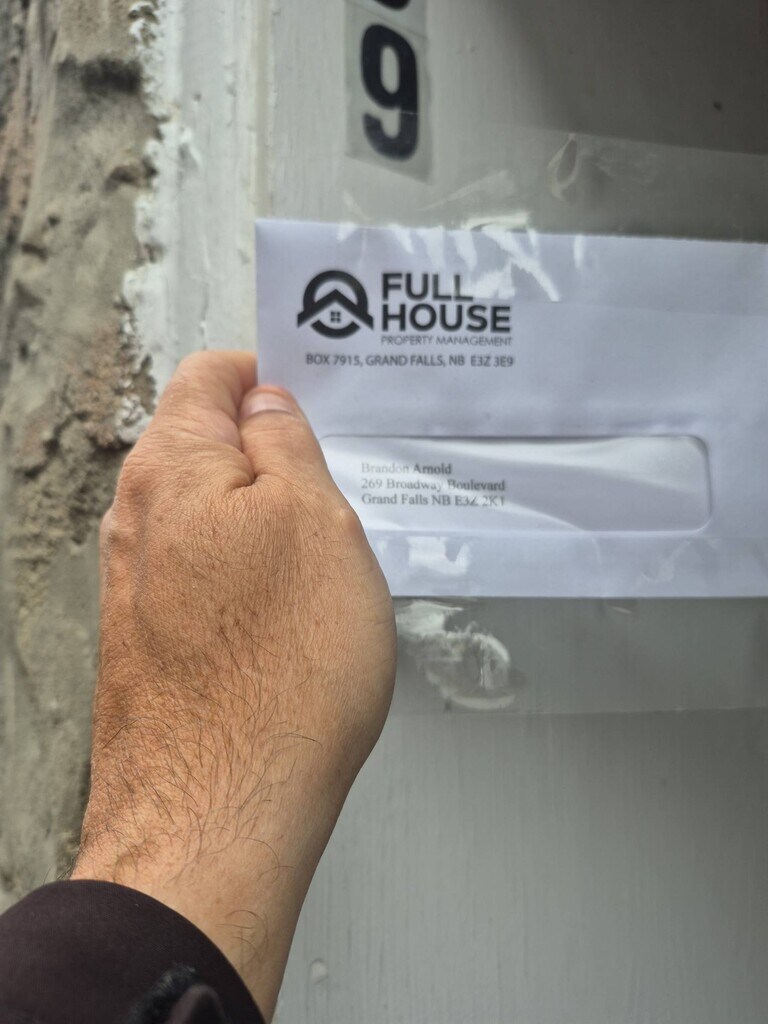 9
FULL
HOUSE
PROPERTY MANAGEMENT
BOX 7915, GRAND FALLS, NB E3Z 3E9
Brandon Arnold
269 Broadway Boulevard
Grand Falls NB E3Z 2K1